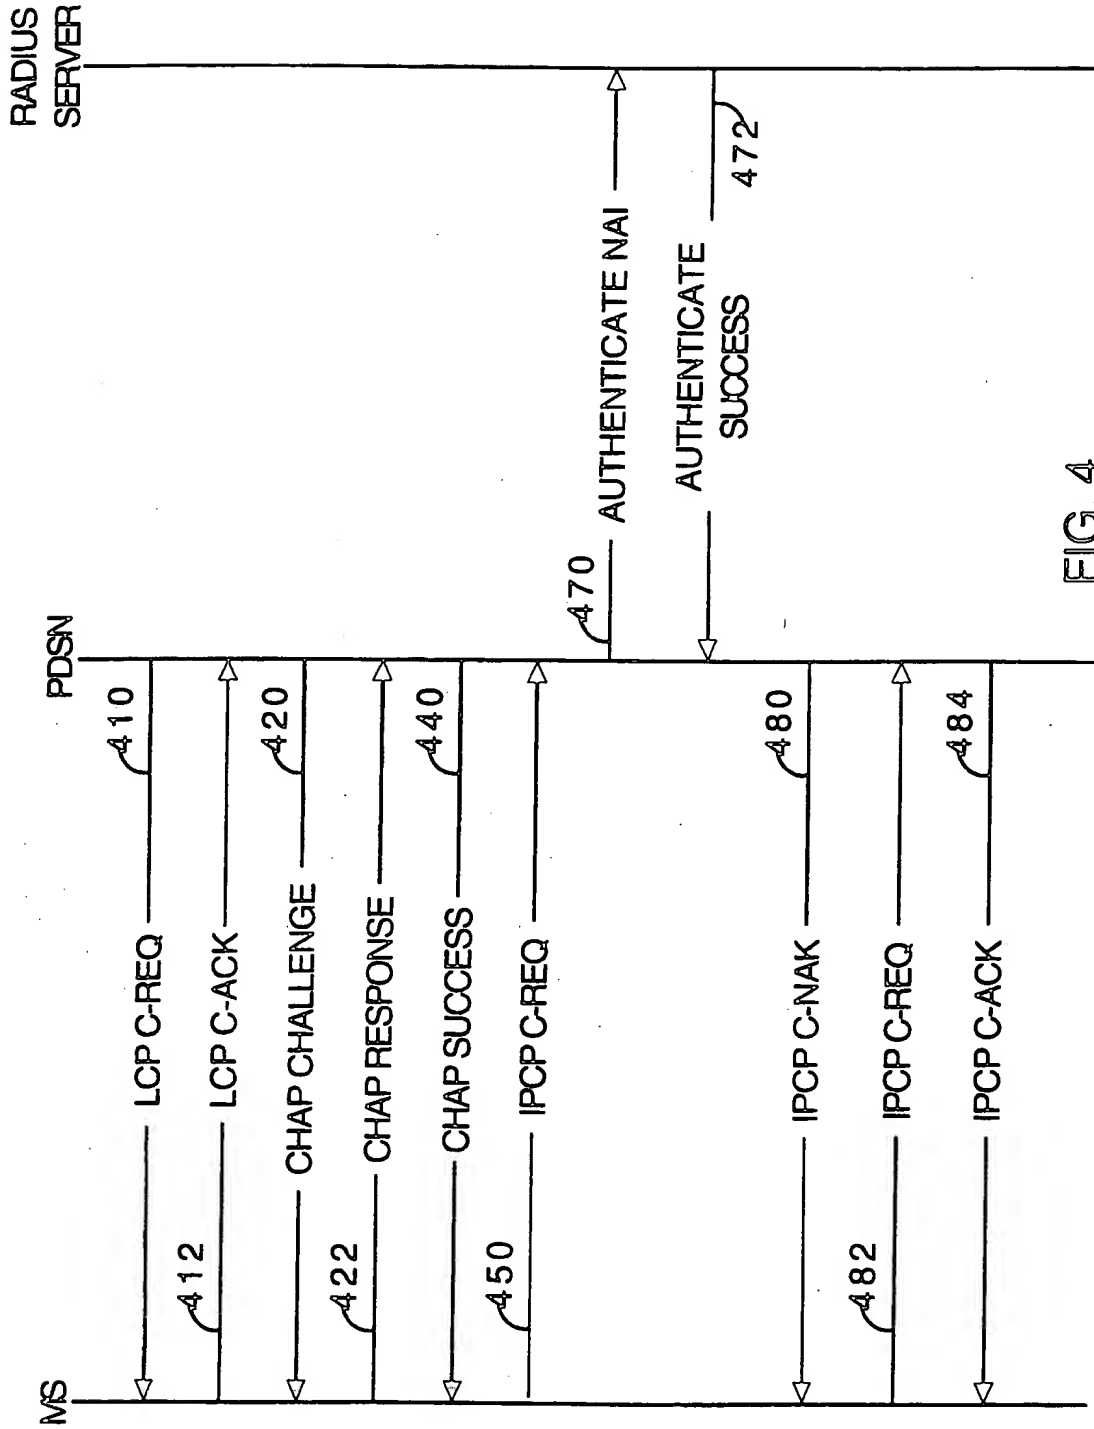 MS
PDSN
RADIUS
SERVER
410
LCP C-REQ
412
LCP C-ACK
420
CHAP CHALLENGE
422
CHAP RESPONSE
440
CHAP SUCCESS
450
IPCP C-REQ
470
AUTHENTICATE NAI
AUTHENTICATE
SUCCESS
472
480
IPCP C-NAK
482
IPCP C-REQ
484
IPCP C-ACK
FIG. 4